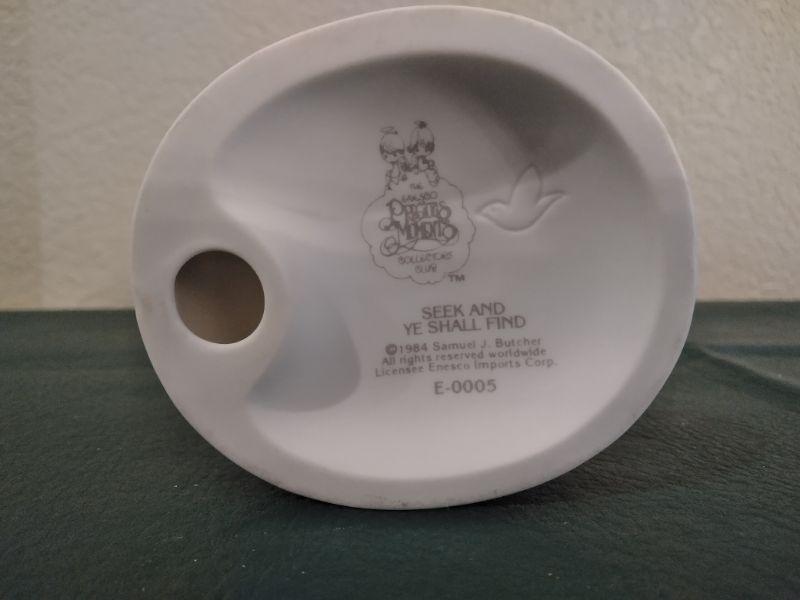 THE
ENESCO
PRECIOUS
MOMENTS
COLLECTORS'
CLUB
TM
SEEK AND
YE SHALL FIND
©1984 Samuel J. Butcher
All rights reserved worldwide
Licensee Enesco Imports Corp.
E-0005